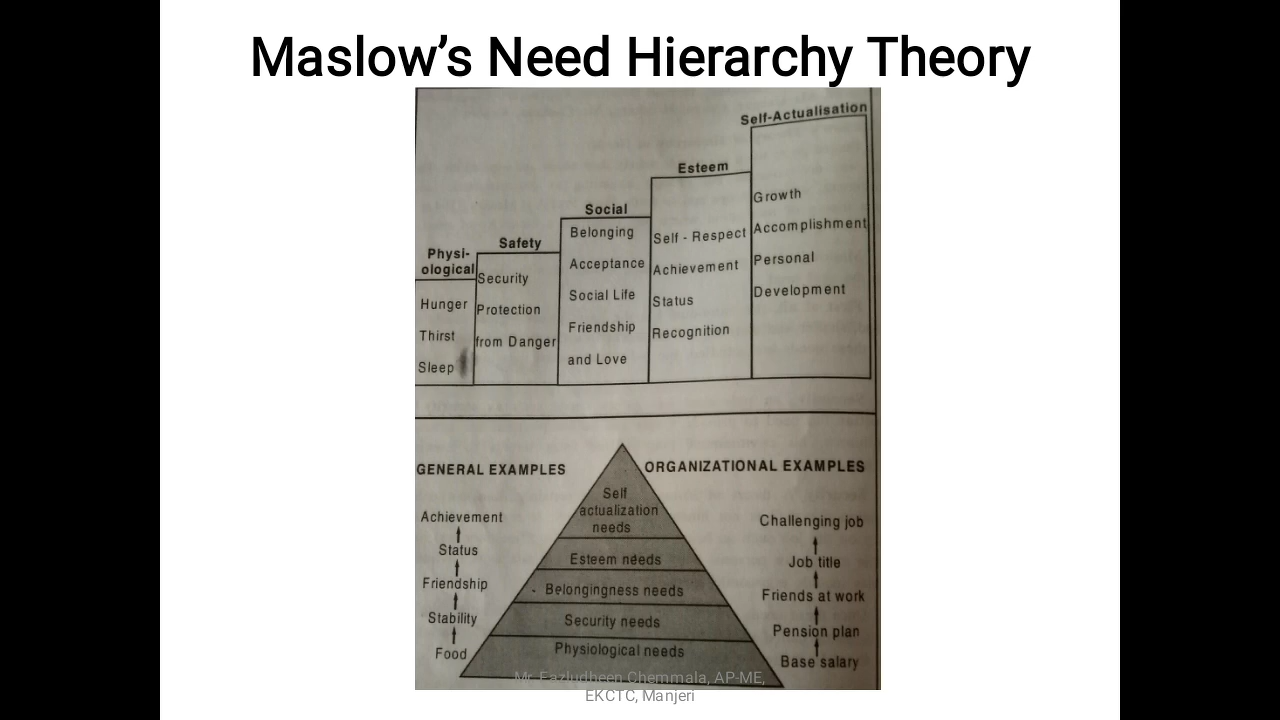 Maslow's Need Hierarchy Theory
Physi-
ological
Hunger
Thirst
Sleep
Safety
Security
Protection
from Danger
Social
Belonging
Acceptance
Social Life
Friendship
and Love
Esteem
Self - Respect
Achievement
Status
Recognition
Self-Actualisation
Growth
Accomplishment
Personal
Development
GENERAL EXAMPLES
Achievement
Status
Friendship
Stability
Food
Self
actualization
needs
Esteem needs
Belongingness needs
Security needs
Physiological needs
ORGANIZATIONAL EXAMPLES
Challenging job
Job title
Friends at work
Pension plan
Base salary
Mr. Fazludheen Chemmala, AP-ME,
EKCTC, Manjeri